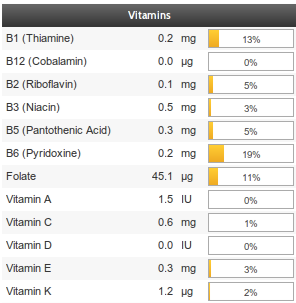 Vitamins
B1 (Thiamine) 0.2 mg 13%
B12 (Cobalamin) 0.0 µg 0%
B2 (Riboflavin) 0.1 mg 5%
B3 (Niacin) 0.5 mg 3%
B5 (Pantothenic Acid) 0.3 mg 5%
B6 (Pyridoxine) 0.2 mg 19%
Folate 45.1 µg 11%
Vitamin A 1.5 IU 0%
Vitamin C 0.6 mg 1%
Vitamin D 0.0 IU 0%
Vitamin E 0.3 mg 3%
Vitamin K 1.2 µg 2%